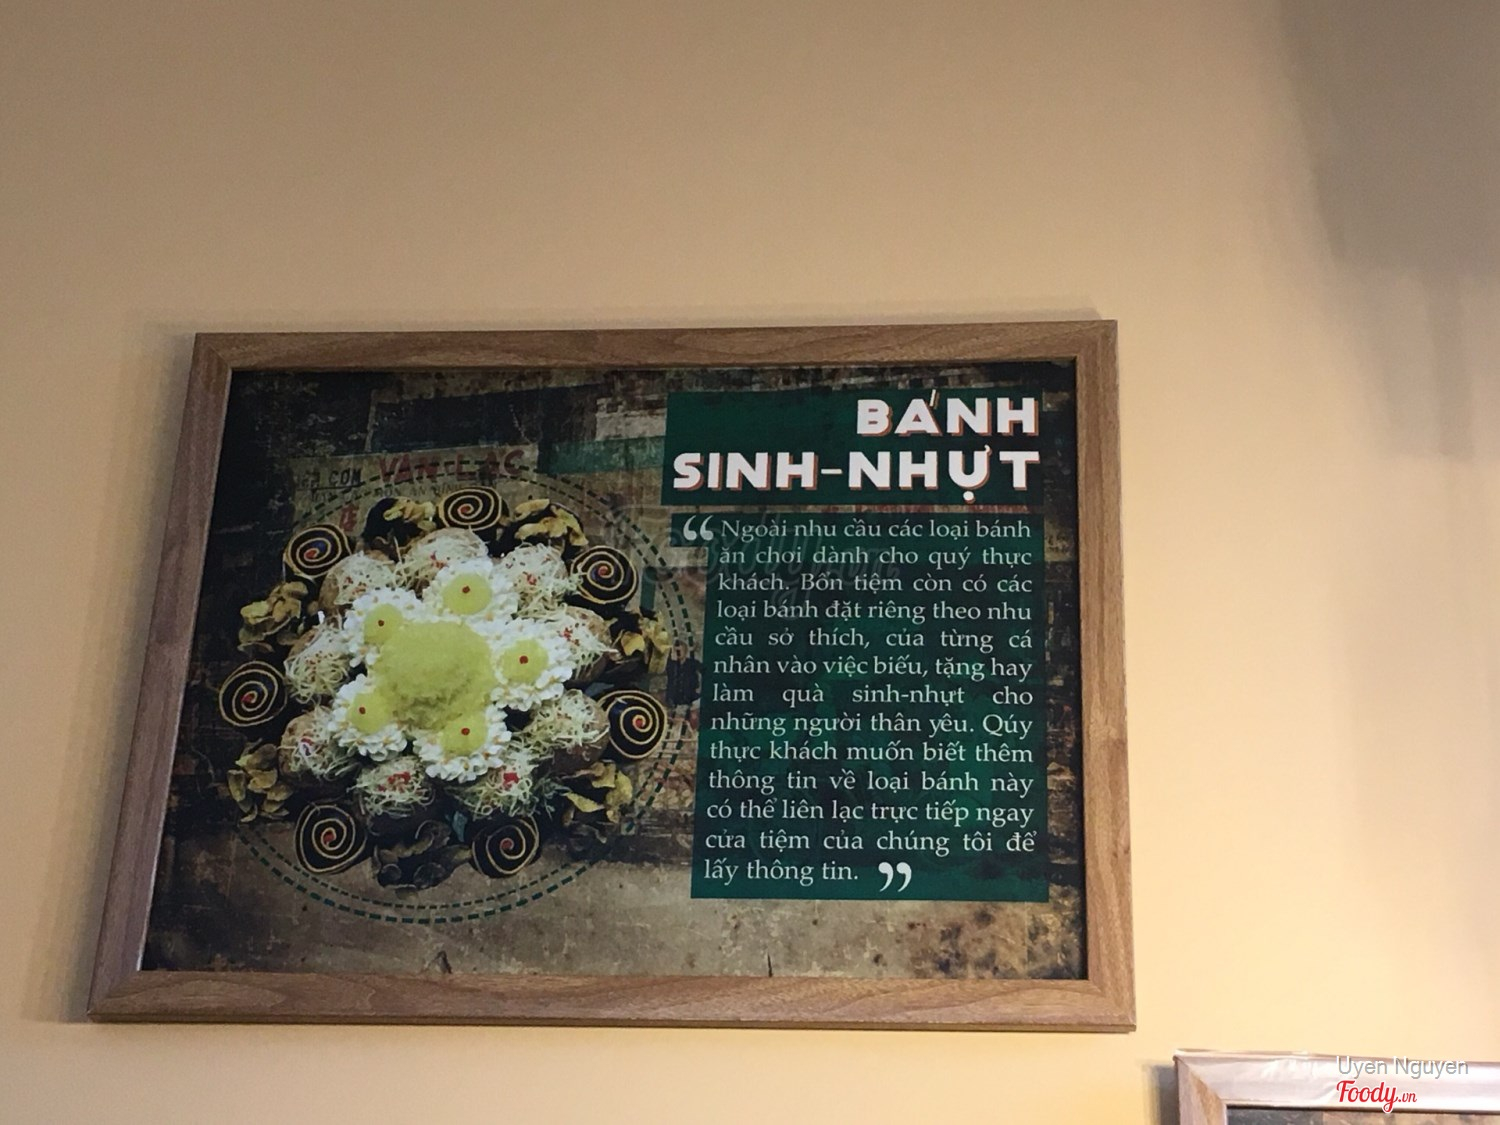 BÁNH
SINH-NHỰT
“ Ngoài nhu cầu các loại bánh
ăn chơi dành cho quý thực
khách. Bổn tiệm còn có các
loại bánh đặt riêng theo nhu
cầu sở thích, của từng cá
nhân vào việc biếu, tặng hay
làm quà sinh-nhựt cho
những người thân yêu. Qúy
thực khách muốn biết thêm
thông tin về loại bánh này
có thể liên lạc trực tiếp ngay
cửa tiệm của chúng tôi để
lấy thông tin. ”
Uyen Nguyen
Foody.vn